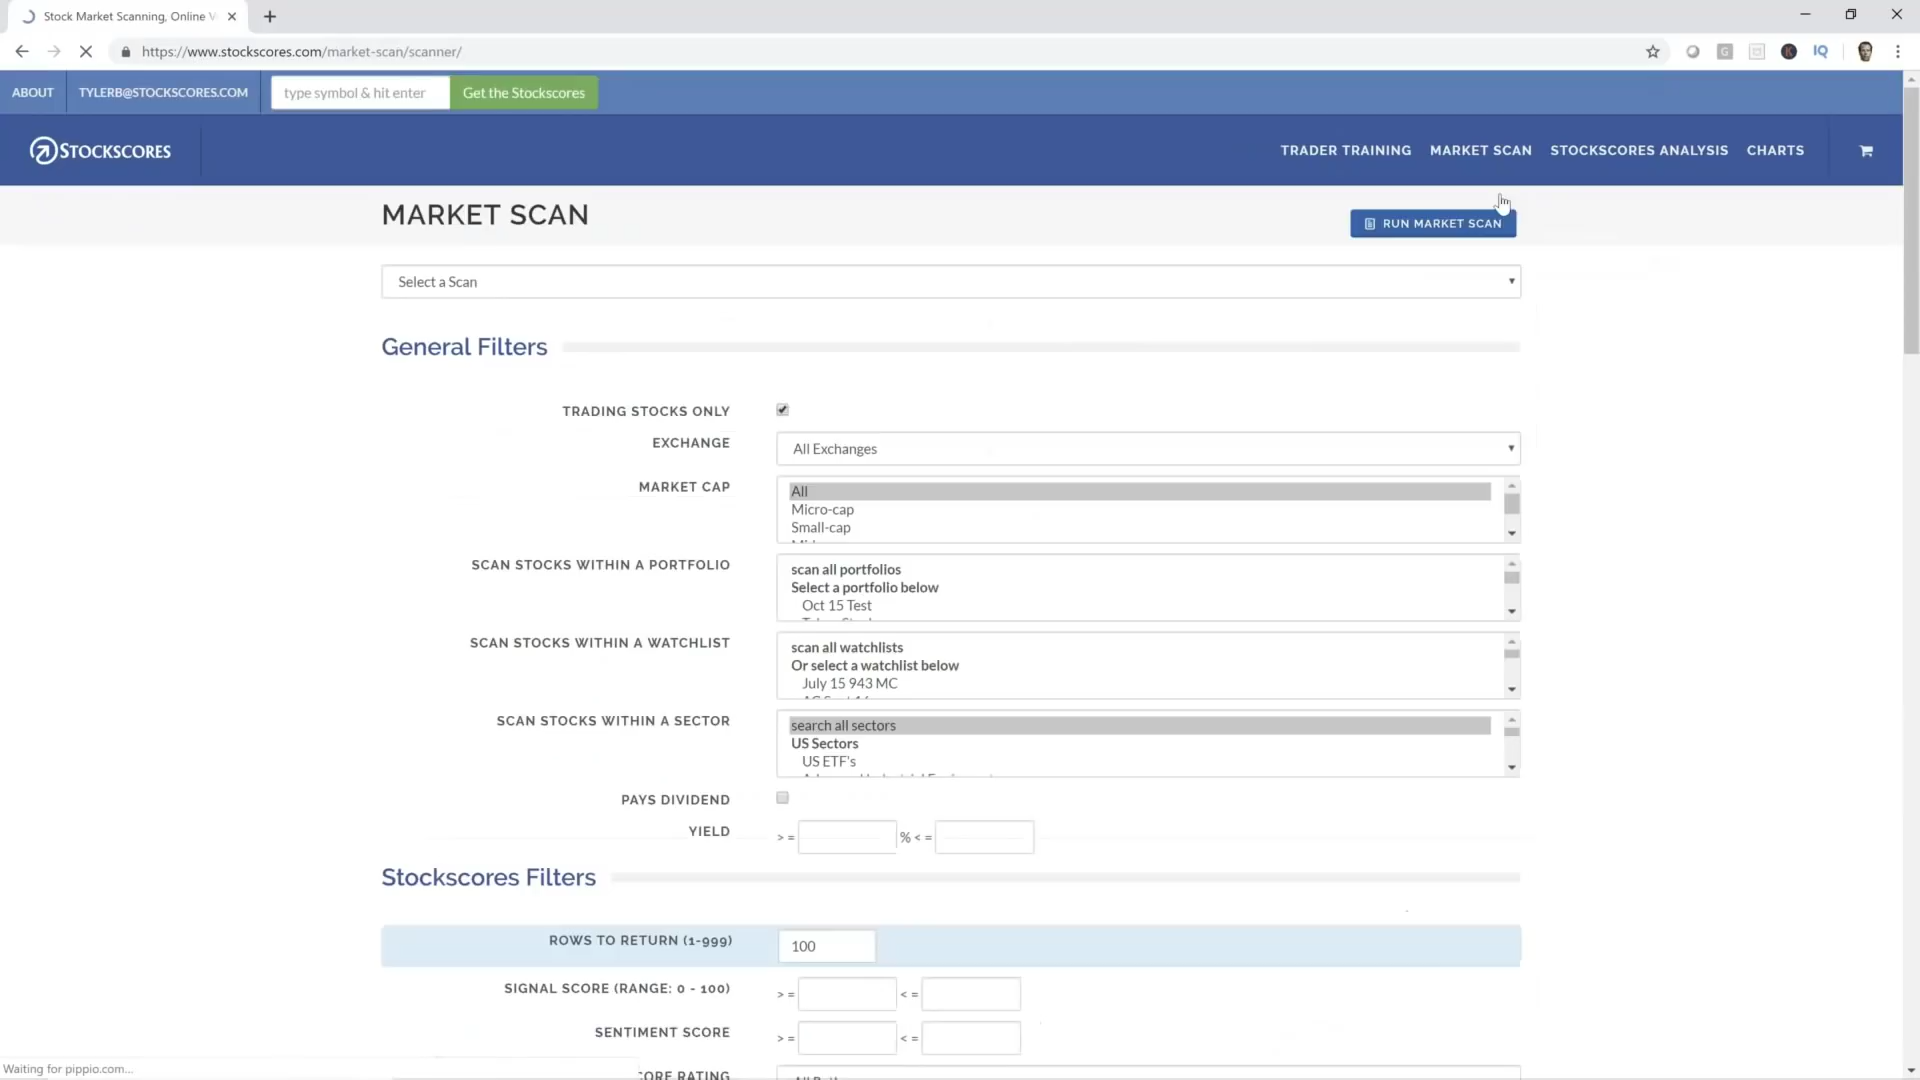 Stock Market Scanning, Online V
https://www.stockscores.com/market-scan/scanner/
IQ
ABOUT
TYLERB@STOCKSCORES.COM
type symbol & hit enter
Get the Stockscores
STOCKSCORES
TRADER TRAINING
MARKET SCAN
STOCKSCORES ANALYSIS
CHARTS
MARKET SCAN
RUN MARKET SCAN
Select a Scan
General Filters
TRADING STOCKS ONLY
EXCHANGE
All Exchanges
MARKET CAP
All
Micro-cap
Small-cap
SCAN STOCKS WITHIN A PORTFOLIO
scan all portfolios
Select a portfolio below
Oct 15 Test
SCAN STOCKS WITHIN A WATCHLIST
scan all watchlists
Or select a watchlist below
July 15 943 MC
SCAN STOCKS WITHIN A SECTOR
search all sectors
US Sectors
US ETF's
PAYS DIVIDEND
YIELD
> = % < =
Stockscores Filters
ROWS TO RETURN (1-999)
100
SIGNAL SCORE (RANGE: 0 - 100)
> = < =
SENTIMENT SCORE
> = < =
CORE RATING
Waiting for pippio.com...